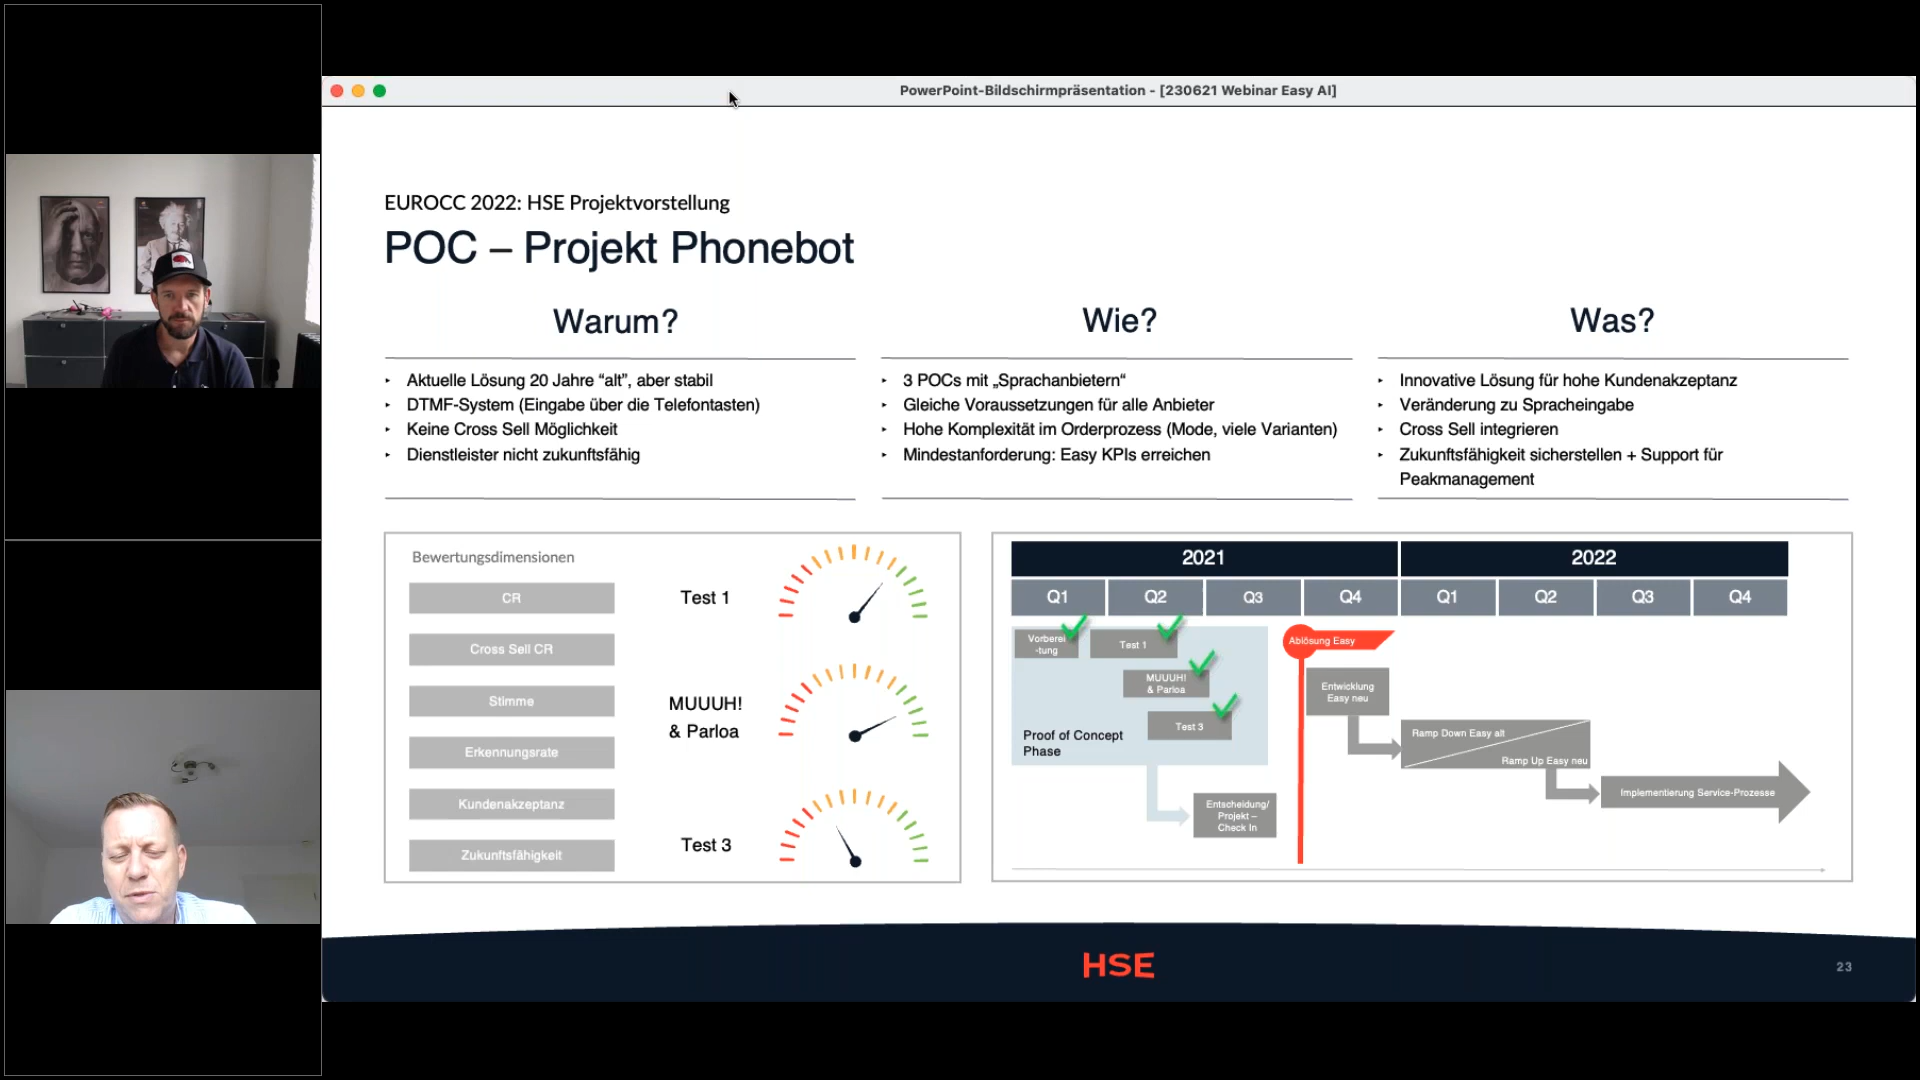 PowerPoint-Bildschirmpräsentation - [230621 Webinar Easy AI]
EUROCC 2022: HSE Projektvorstellung
POC – Projekt Phonebot
Warum?
‣ Aktuelle Lösung 20 Jahre “alt”, aber stabil
‣ DTMF-System (Eingabe über die Telefontasten)
‣ Keine Cross Sell Möglichkeit
‣ Dienstleister nicht zukunftsfähig
Wie?
‣ 3 POCs mit „Sprachanbietern“
‣ Gleiche Voraussetzungen für alle Anbieter
‣ Hohe Komplexität im Orderprozess (Mode, viele Varianten)
‣ Mindestanforderung: Easy KPIs erreichen
Was?
‣ Innovative Lösung für hohe Kundenakzeptanz
‣ Veränderung zu Spracheingabe
‣ Cross Sell integrieren
‣ Zukunftsfähigkeit sicherstellen + Support für
Peakmanagement
Bewertungsdimensionen
CR
Cross Sell CR
Stimme
Erkennungsrate
Kundenakzeptanz
Zukunftsfähigkeit
Test 1
MUUUH!
& Parloa
Test 3
2021
2022
Q1
Q2
Q3
Q4
Q1
Q2
Q3
Q4
Vorberei
-tung
Test 1
MUUUH!
& Parloa
Test 3
Proof of Concept
Phase
Entscheidung/
Projekt –
Check In
Ablösung Easy
Entwicklung
Easy neu
Ramp Down Easy alt
Ramp Up Easy neu
Implementierung Service-Prozesse
HSE
23